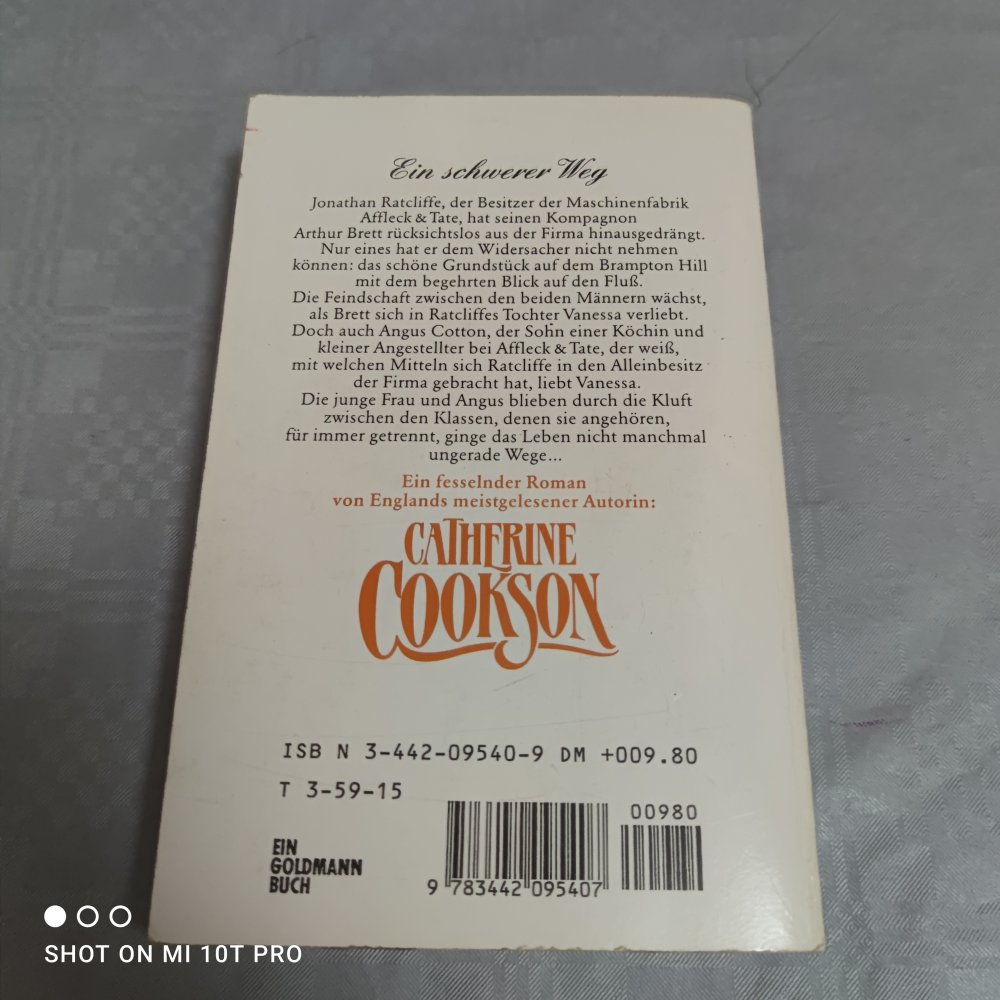 Ein schwerer Weg
Jonathan Ratcliffe, der Besitzer der Maschinenfabrik
Affleck & Tate, hat seinen Kompagnon
Arthur Brett rücksichtslos aus der Firma hinausgedrängt.
Nur eines hat er dem Widersacher nicht nehmen
können: das schöne Grundstück auf dem Brampton Hill
mit dem begehrten Blick auf den Fluß.
Die Feindschaft zwischen den beiden Männern wächst,
als Brett sich in Ratcliffes Tochter Vanessa verliebt.
Doch auch Angus Cotton, der Sohn einer Köchin und
kleiner Angestellter bei Affleck & Tate, der weiß,
mit welchen Mitteln sich Ratcliffe in den Alleinbesitz
der Firma gebracht hat, liebt Vanessa.
Die junge Frau und Angus blieben durch die Kluft
zwischen den Klassen, denen sie angehören,
für immer getrennt, ginge das Leben nicht manchmal
ungerade Wege...
Ein fesselnder Roman
von Englands meistgelesener Autorin:
CATHERINE
COOKSON
ISB N 3-442-09540-9 DM +009.80
T 3-59-15
00980
EIN
GOLDMANN
BUCH
9 783442 095407
SHOT ON MI 10T PRO